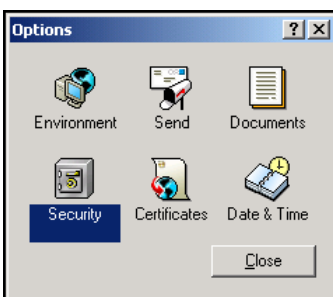 Options
Environment Send Documents
Security Certificates Date & Time
Close